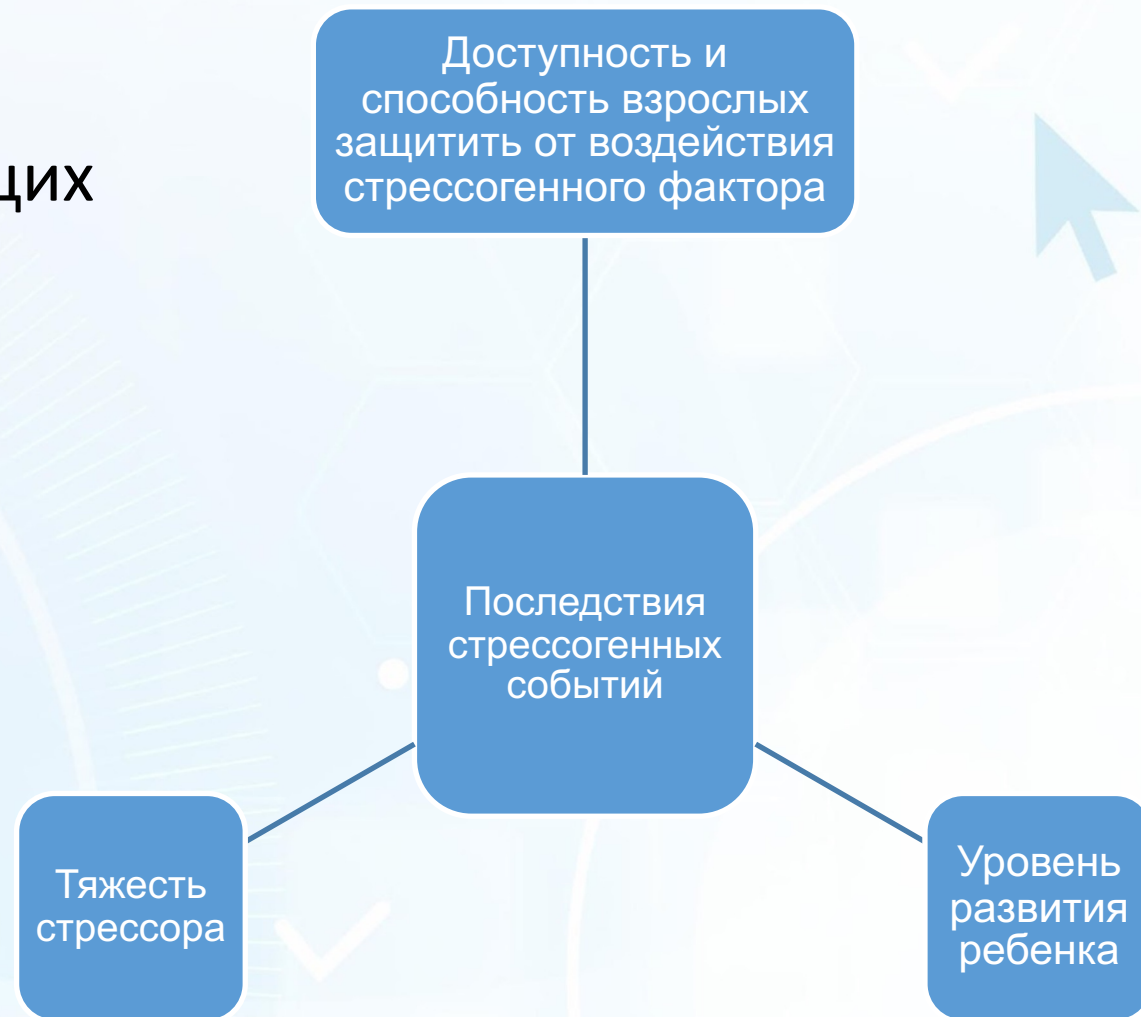 Доступность и
способность взрослых
защитить от воздействия
стрессогенного фактора
щих
Последствия
стрессогенных
событий
Тяжесть
стрессора
Уровень
развития
ребенка